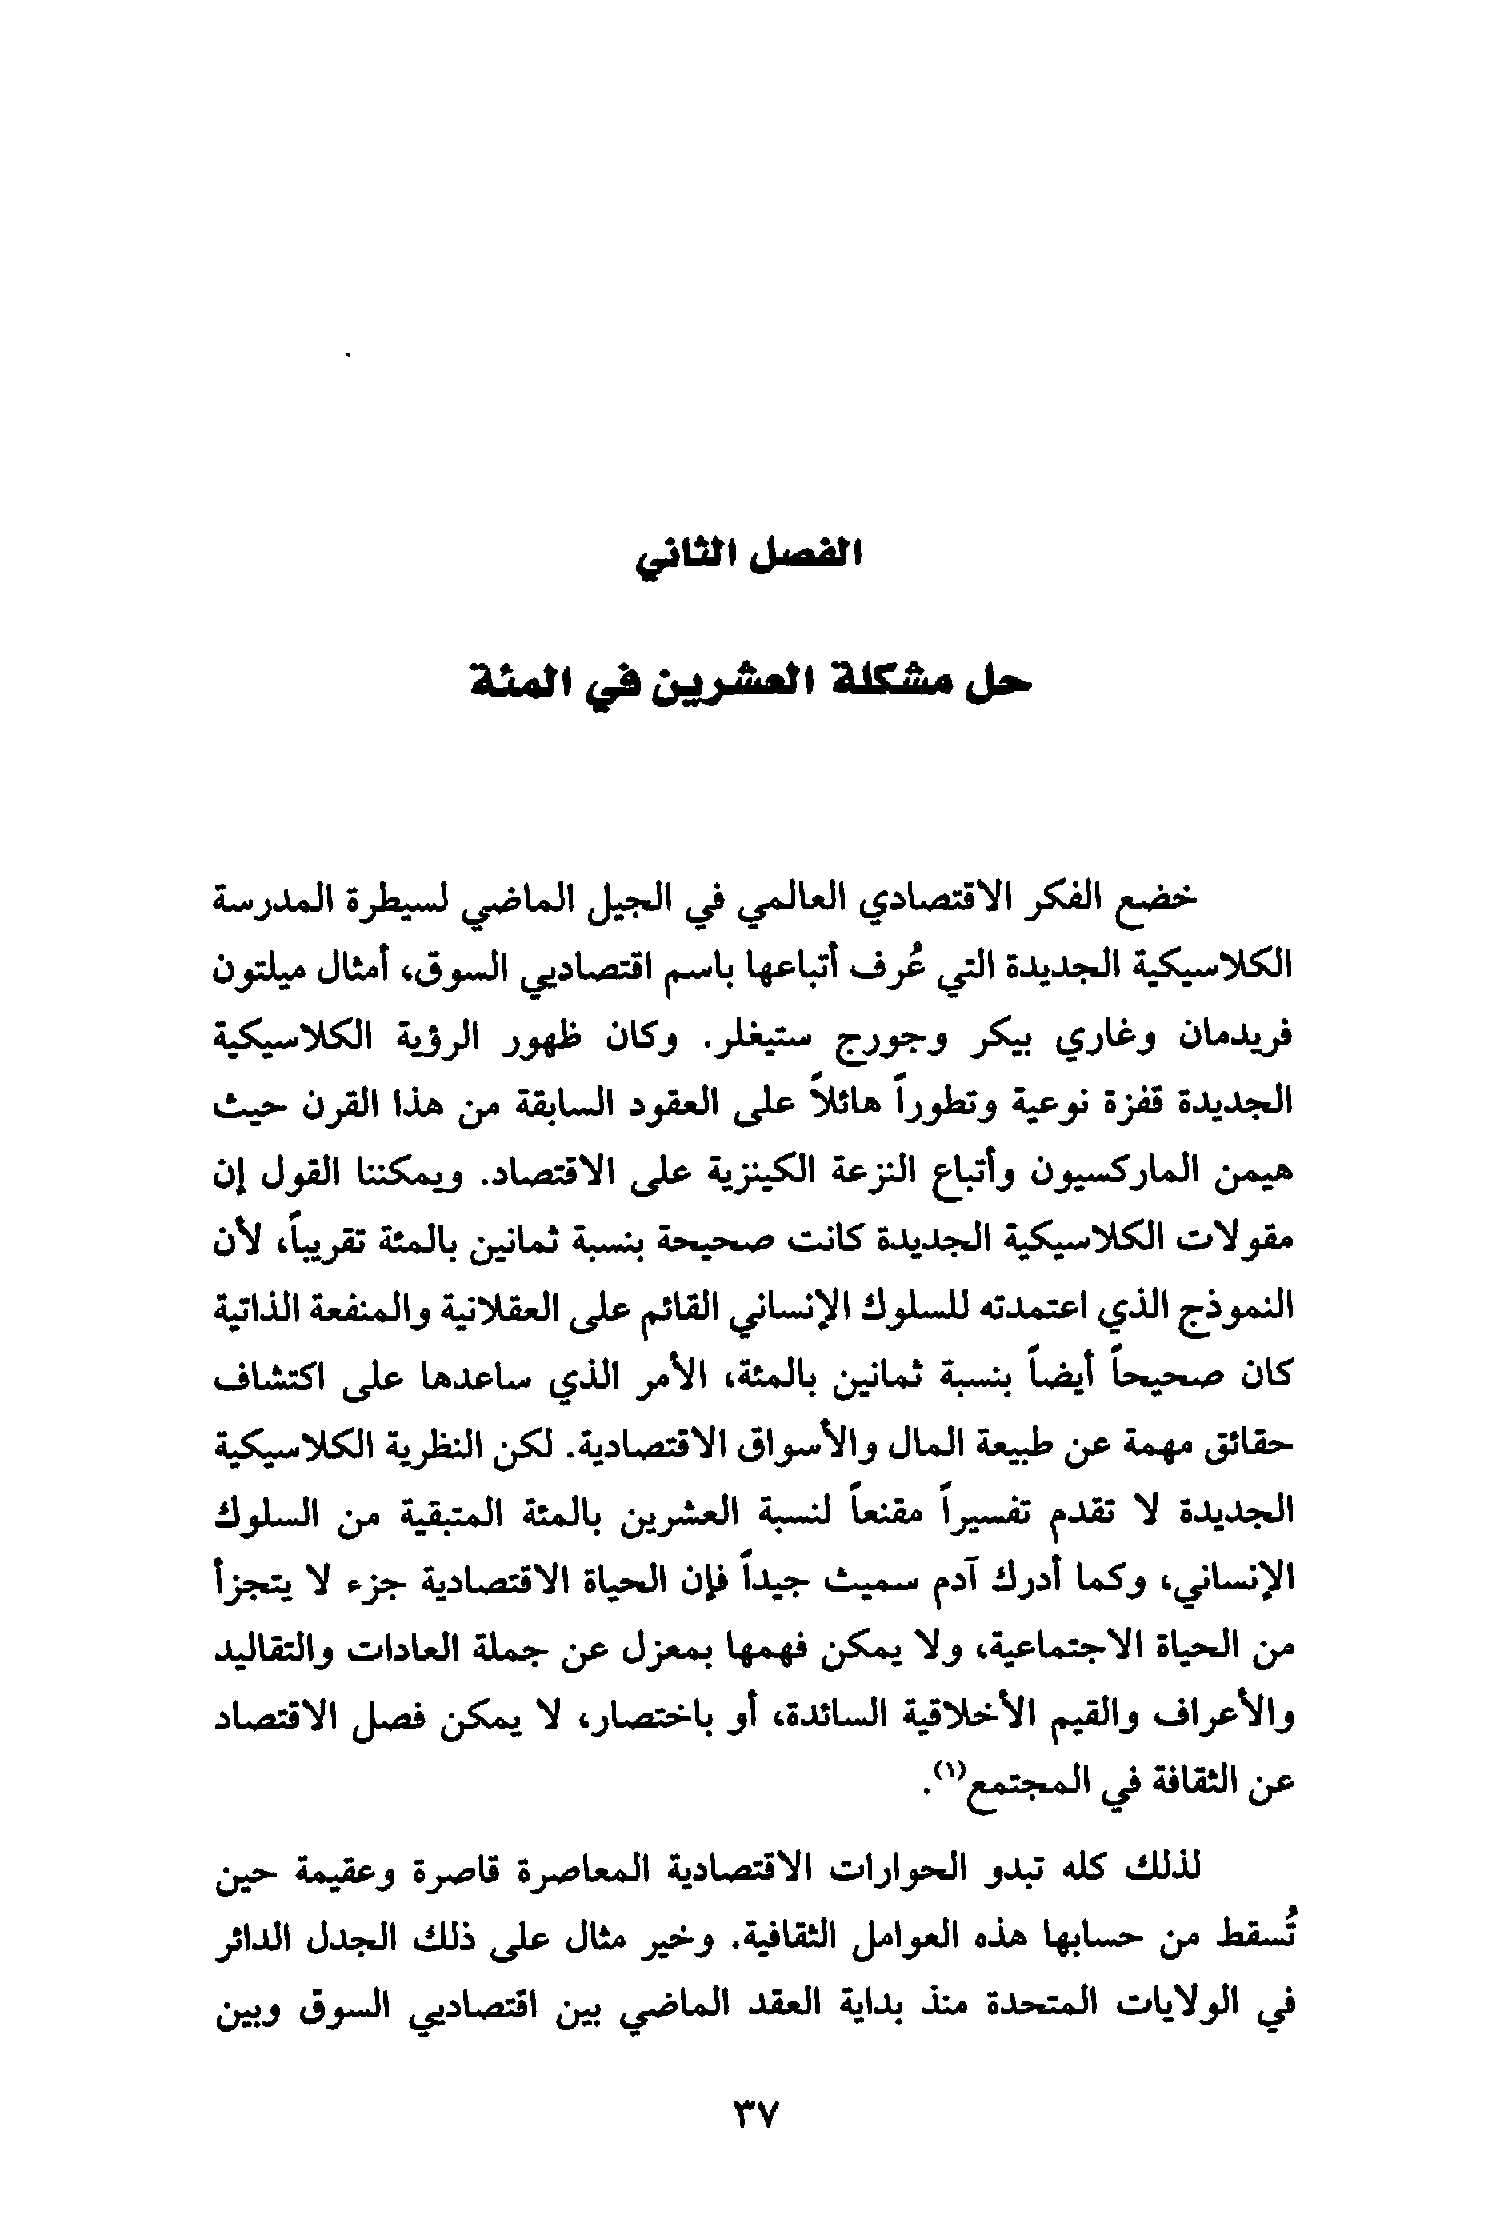 الفصل الثاني
حل مشكلة العشرين في المئة
خضع الفكر الاقتصادي العالمي في الجيل الماضي لسيطرة المدرسة
الكلاسيكية الجديدة التي عُرف أتباعها باسم اقتصاديي السوق، أمثال ميلتون
فريدمان وغاري بيكر وجورج ستيغلر. وكان ظهور الرؤية الكلاسيكية
الجديدة قفزة نوعية وتطوراً هائلاً على العقود السابقة من هذا القرن حيث
هيمن الماركسيون وأتباع النزعة الكينزية على الاقتصاد. ويمكننا القول إن
مقولات الكلاسيكية الجديدة كانت صحيحة بنسبة ثمانين بالمئة تقريباً، لأن
النموذج الذي اعتمدته للسلوك الإنساني القائم على العقلانية والمنفعة الذاتية
كان صحيحاً أيضاً بنسبة ثمانين بالمئة، الأمر الذي ساعدها على اكتشاف
حقائق مهمة عن طبيعة المال والأسواق الاقتصادية. لكن النظرية الكلاسيكية
الجديدة لا تقدم تفسيراً مقنعاً لنسبة العشرين بالمئة المتبقية من السلوك
الإنساني، وكما أدرك آدم سميث جيداً فإن الحياة الاقتصادية جزء لا يتجزأ
من الحياة الاجتماعية، ولا يمكن فهمها بمعزل عن جملة العادات والتقاليد
والأعراف والقيم الأخلاقية السائدة، أو باختصار، لا يمكن فصل الاقتصاد
عن الثقافة في المجتمع(١).
لذلك كله تبدو الحوارات الاقتصادية المعاصرة قاصرة وعقيمة حين
تُسقط من حسابها هذه العوامل الثقافية. وخير مثال على ذلك الجدل الدائر
في الولايات المتحدة منذ بداية العقد الماضي بين اقتصاديي السوق وبين
٣٧